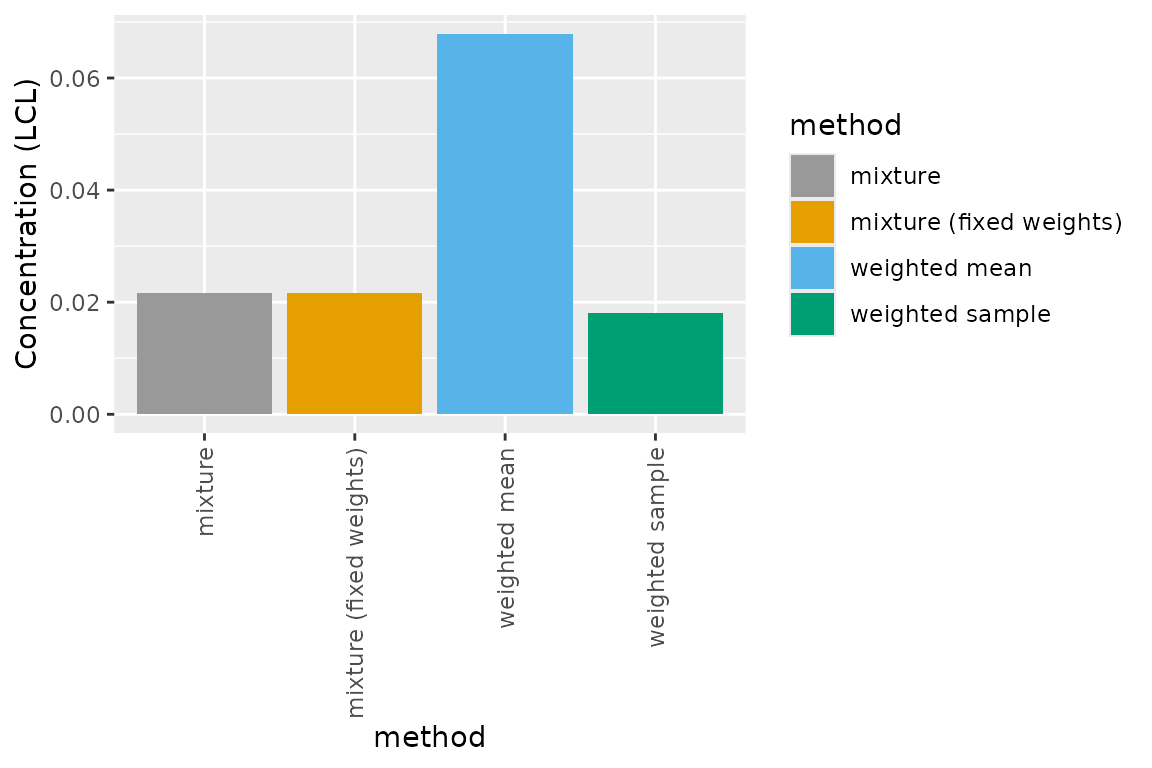 Concentration (LCL)
0.06
0.04
0.02
0.00
mixture
mixture (fixed weights)
weighted mean
weighted sample
method
method
mixture
mixture (fixed weights)
weighted mean
weighted sample